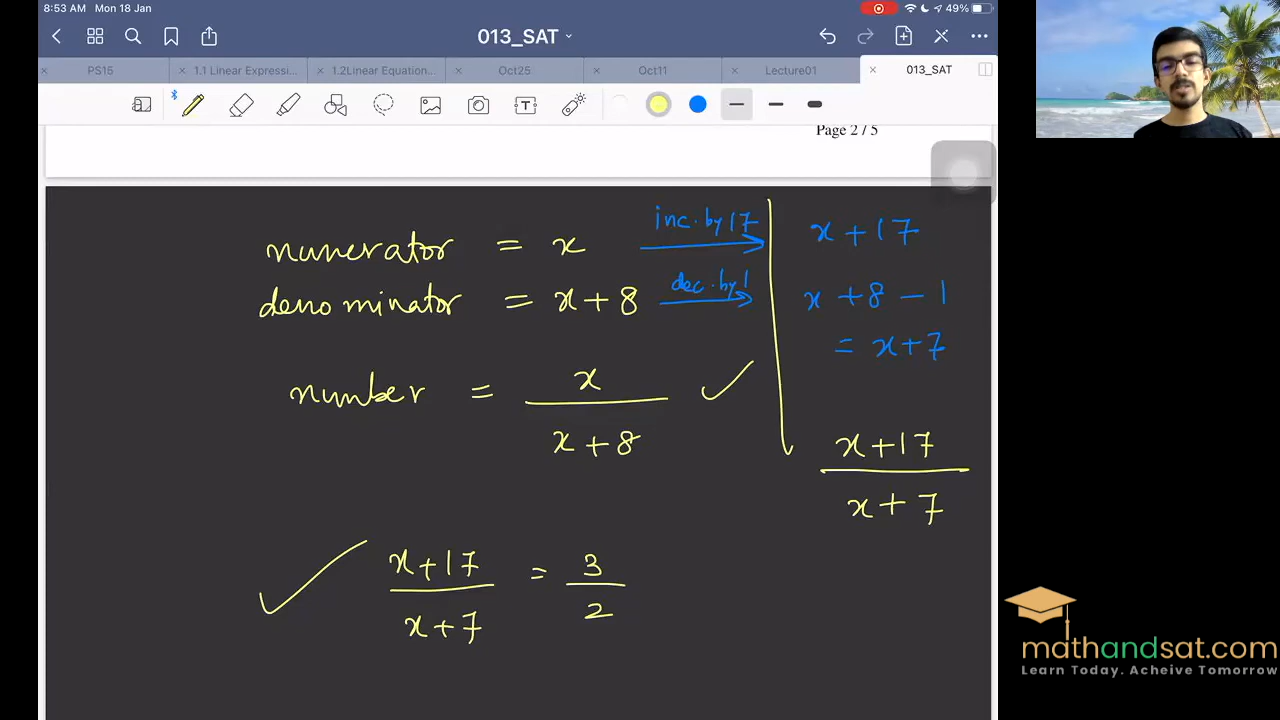 8:53 AM Mon 18 Jan
49%
013_SAT
PS15
1.1 Linear Expressi...
1.2Linear Equation...
Oct25
Oct11
Lecture01
013_SAT
T
Page 2 / 5
numerator = x inc. by 17 x + 17
denominator = x + 8 dec. by 1 x + 8 - 1
= x + 7
number = x / x + 8
x + 17 / x + 7
x + 17 / x + 7 = 3 / 2
mathandsat.com
Learn Today. Acheive Tomorrow